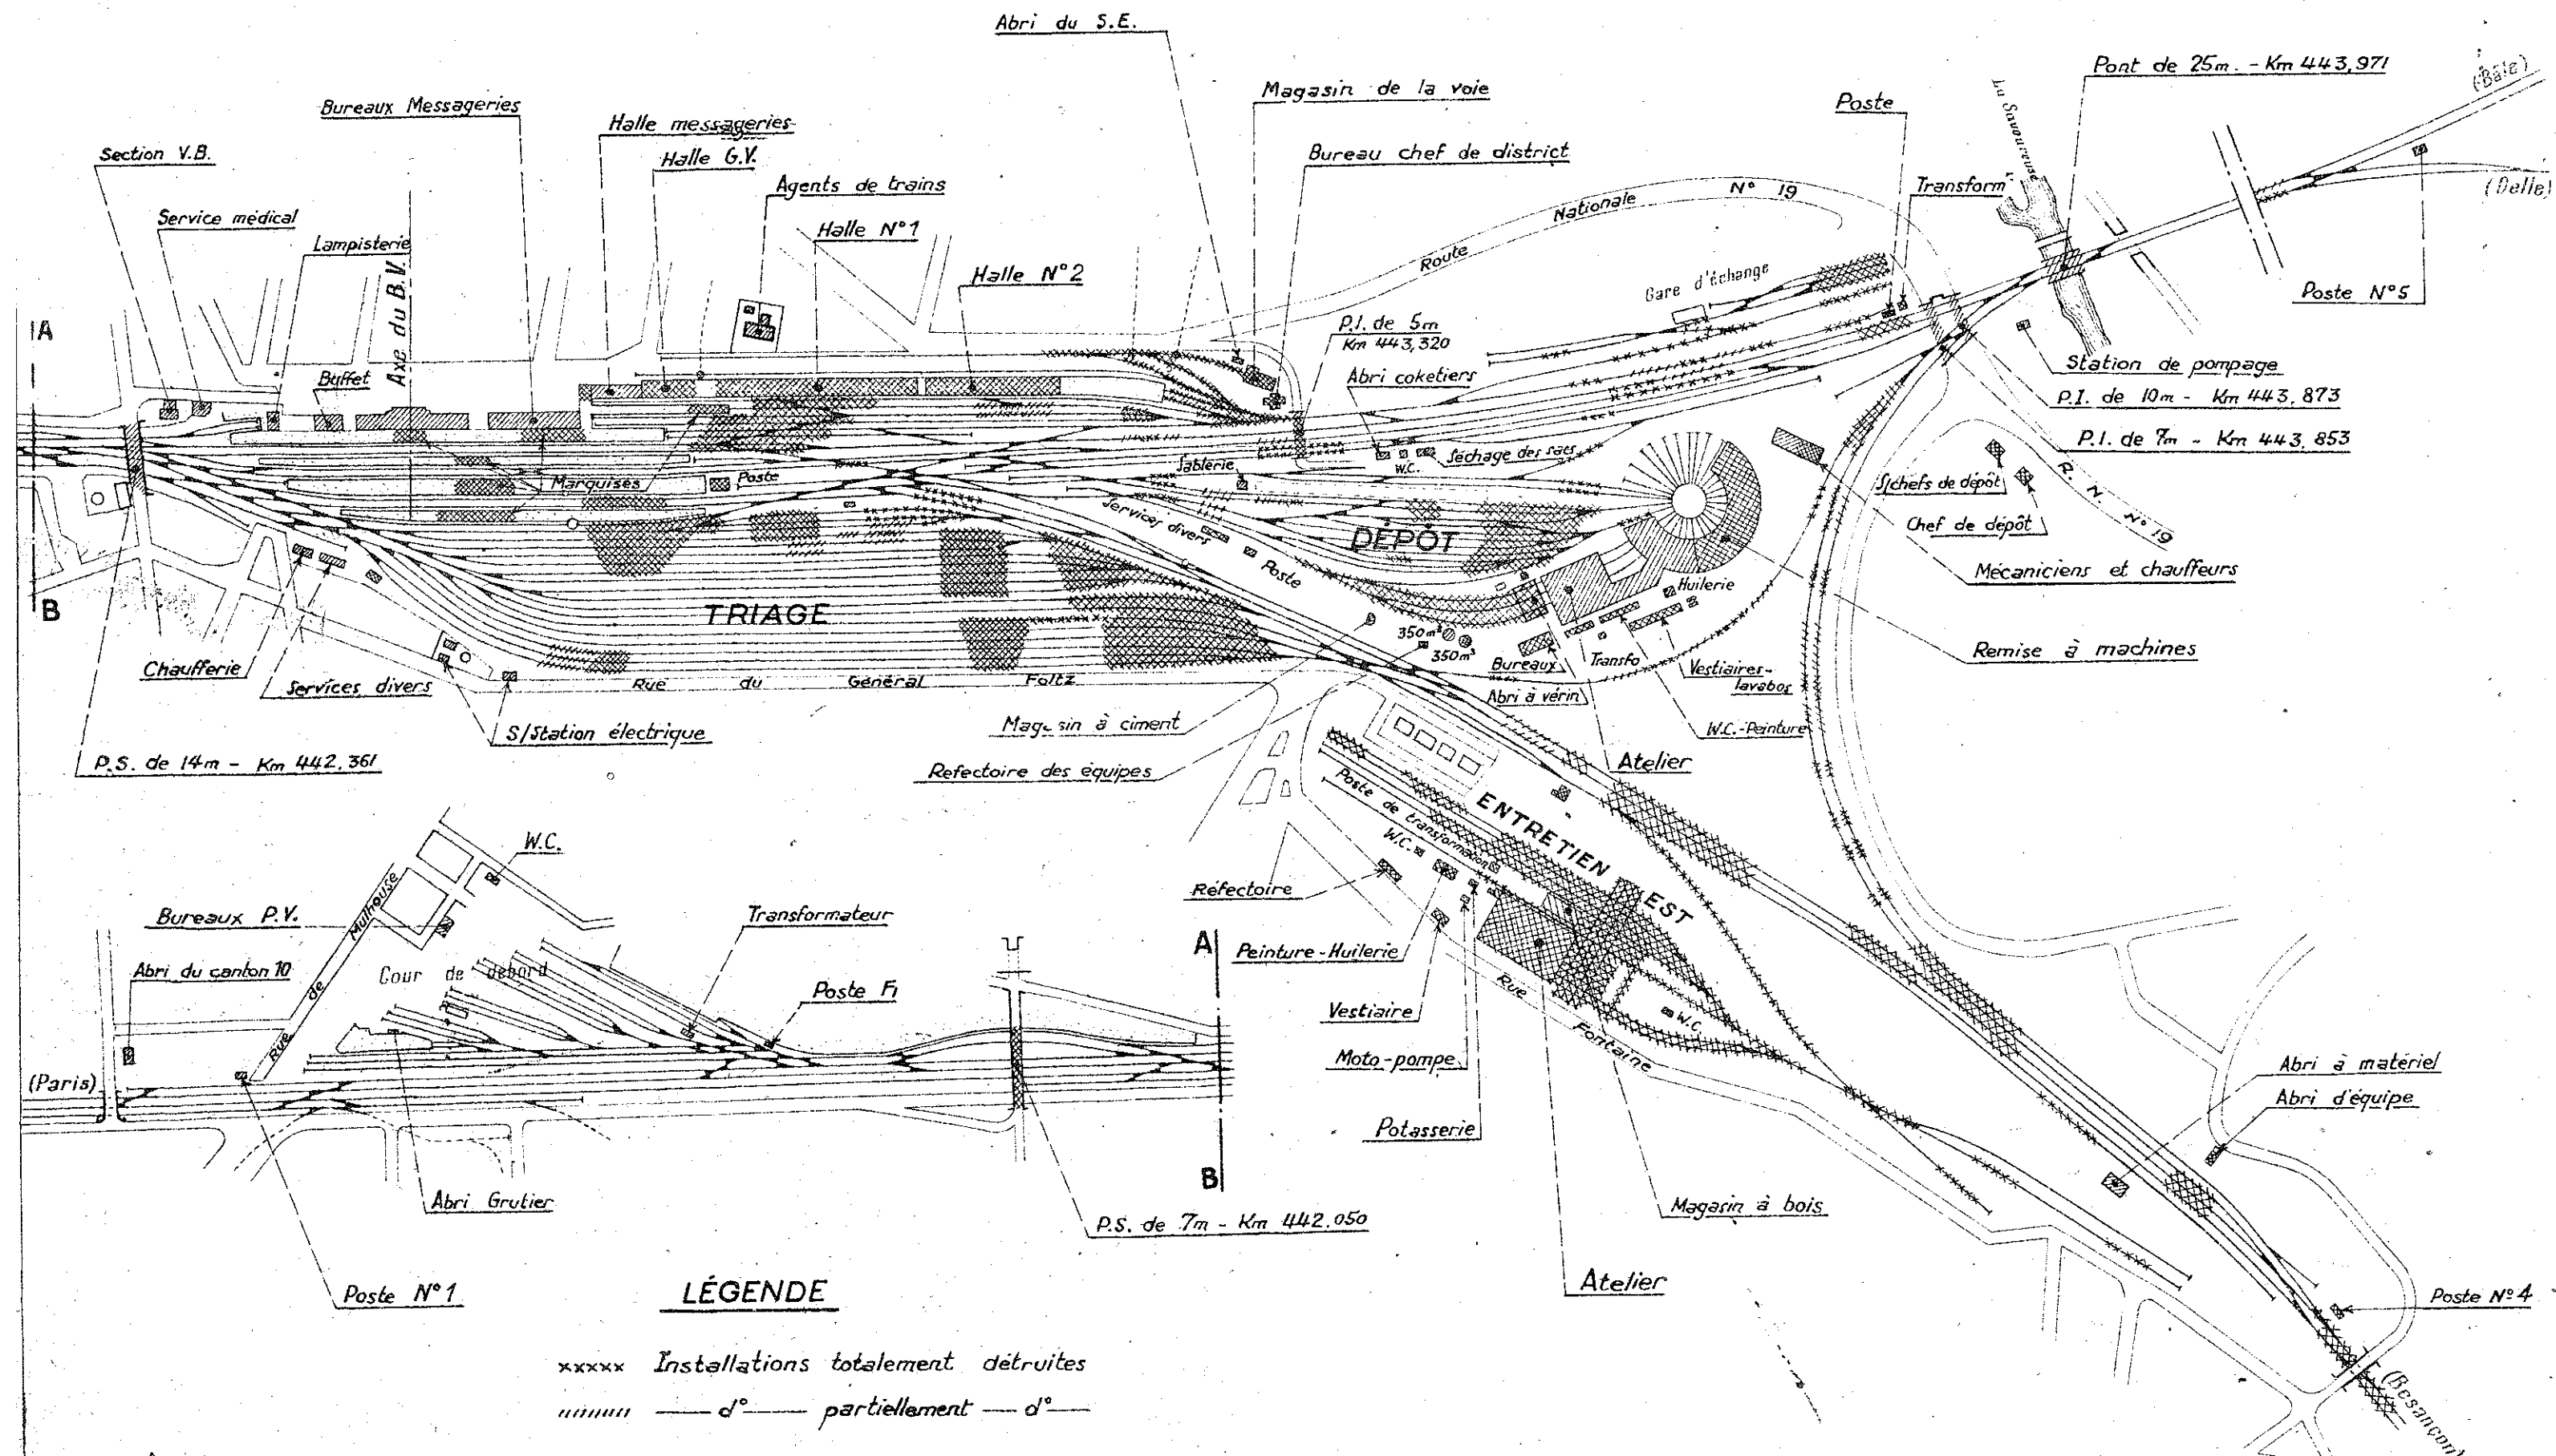 Abri du S.E.
Pont de 25m. - Km 443,971
(Bâle)
Magasin de la voie
La Savoureuse
Poste
Bureaux Messageries
Halle messageries
Section V.B.
Halle G.V.
Bureau chef de district
Agents de trains
Transform
N° 19
(Delle)
Nationale
Service médical
Halle N°1
Lampisterie
Route
Halle N°2
Gare d'échange
Poste N°5
Axe du B.V.
A
P.I. de 5m
Km 443,320
Station de pompage
Buffet
Abri coketiers
P.I. de 10m - Km 443,873
P.I. de 7m - Km 443,853
Séchage des sacs
W.C.
Sablerie
Marquises
Poste
S/chefs de dépôt
R. N. N° 19
Services divers
Chef de dépôt
DÉPÔT
Poste
Mécaniciens et chauffeurs
Huilerie
B
TRIAGE
350m³
350m³
Remise à machines
Bureaux
Transfo
Vestiaires-
lavabos
Chaufferie
Services divers
Rue du Général Foltz
Abri à vérin
Magasin à ciment
W.C.-Peinture
S/Station électrique
P.S. de 14m - Km 442.361
Réfectoire des équipes
Atelier
Poste de transformation
ENTRETIEN EST
W.C.
W.C.
Réfectoire
Rue de Mulhouse
Bureaux P.V.
Transformateur
A
Peinture-Huilerie
Abri du canton 10
Cour de débord
Poste F1
Vestiaire
Rue Fontaine
W.C.
Moto-pompe
Abri à matériel
(Paris)
Abri d'équipe
Potasserie
B
Abri Grutier
Magasin à bois
P.S. de 7m - Km 442.050
Poste N°1
LÉGENDE
Atelier
Poste N°4
xxxxx Installations totalement détruites
ııııııııı — d° — partiellement — d° —
(Besançon)